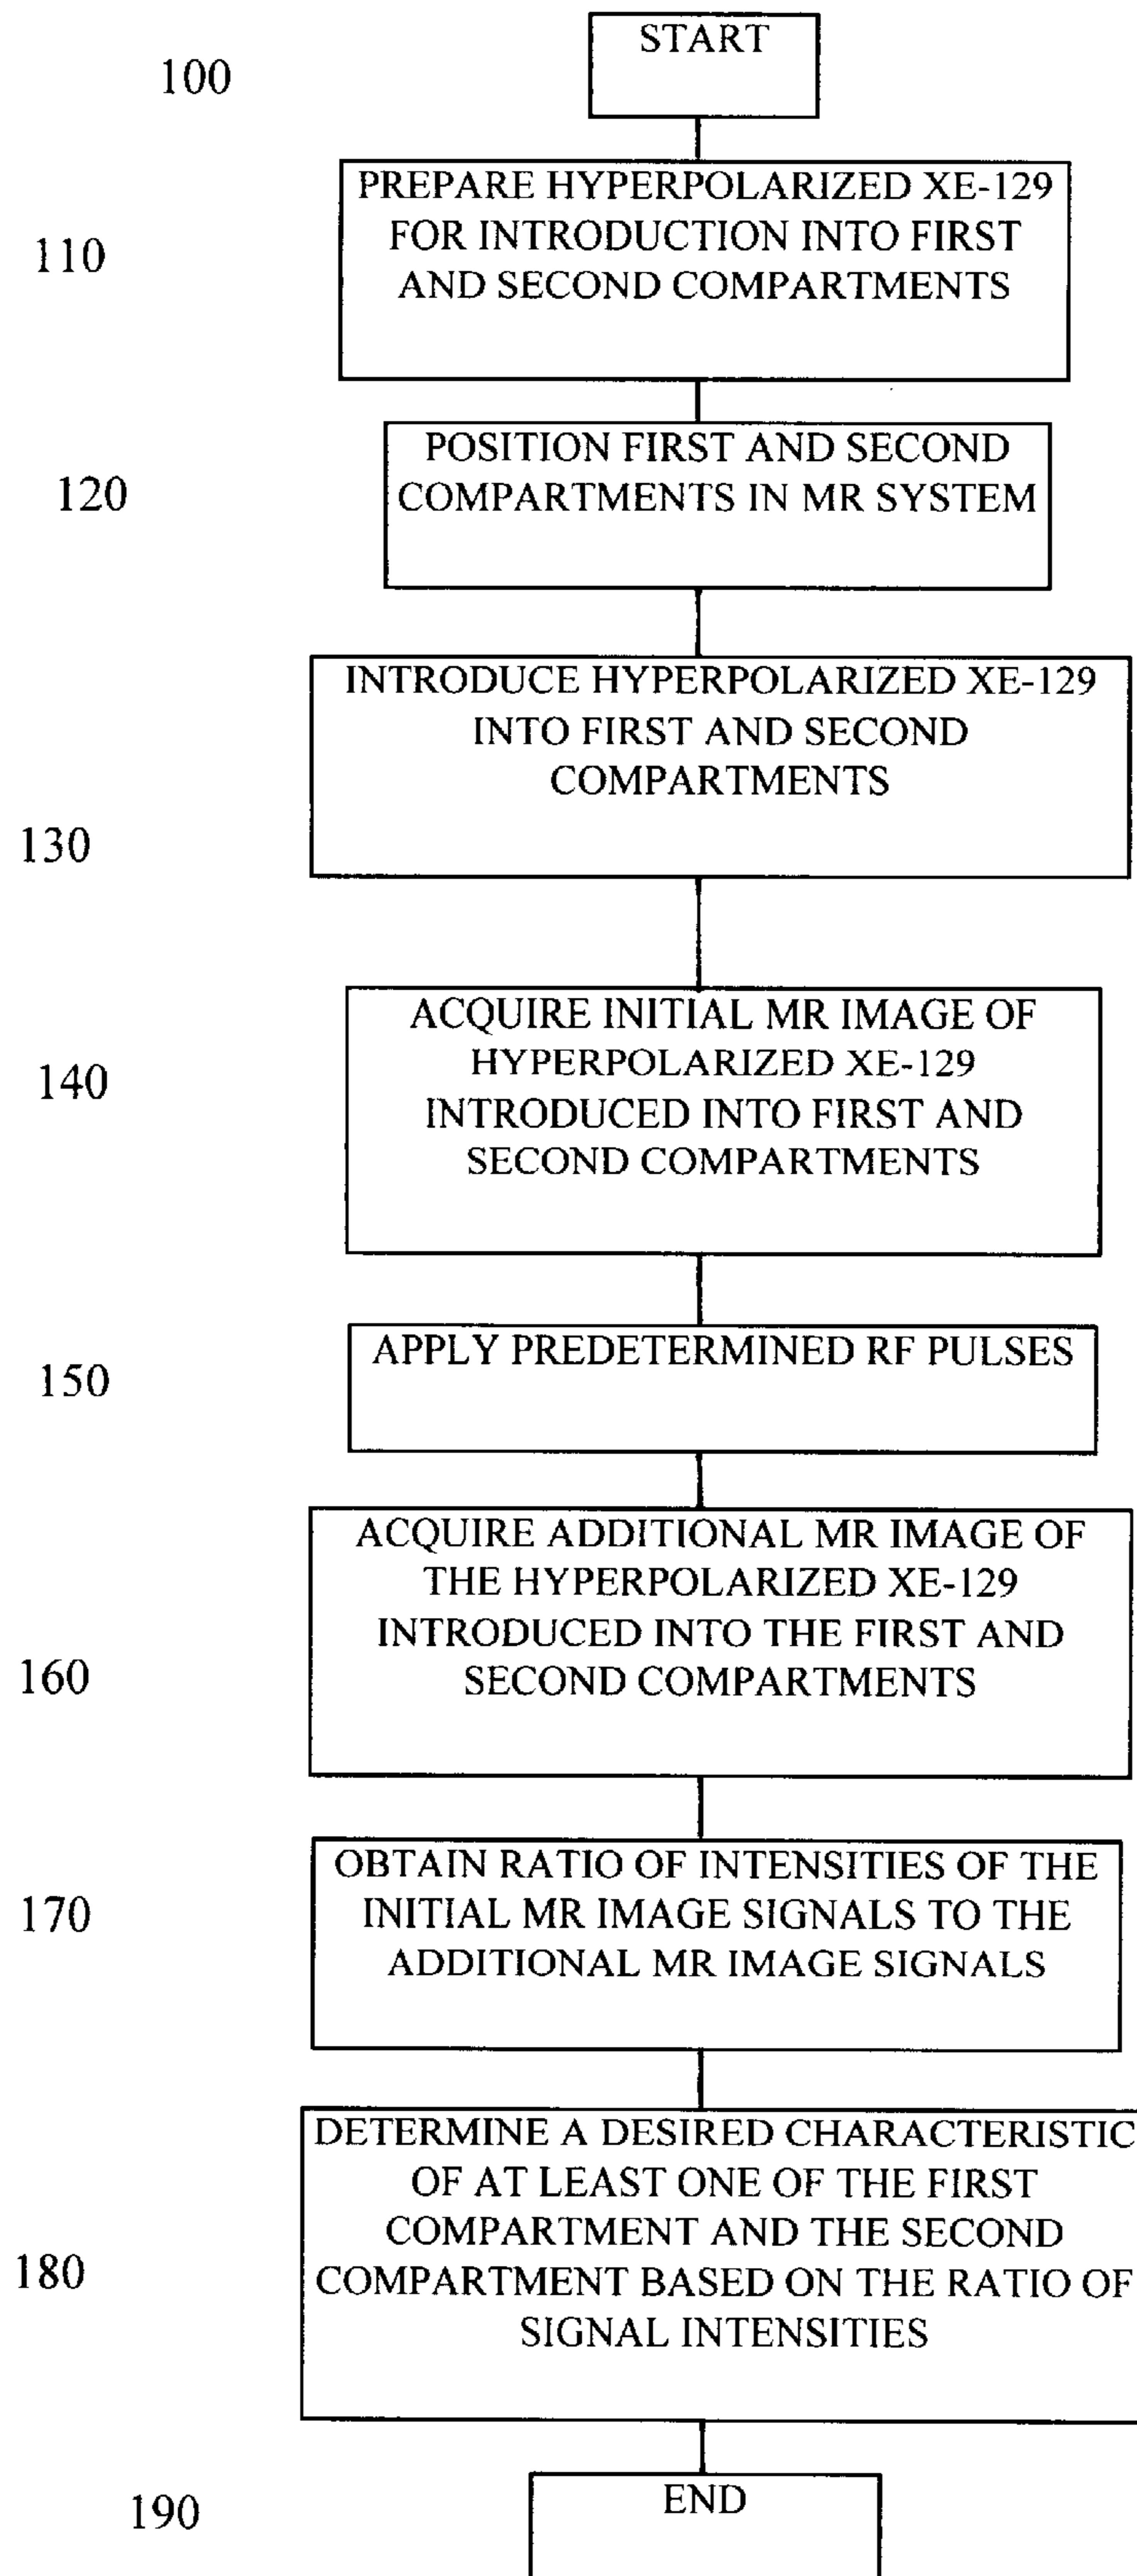 START
100
PREPARE HYPERPOLARIZED XE-129
FOR INTRODUCTION INTO FIRST
AND SECOND COMPARTMENTS
110
POSITION FIRST AND SECOND
COMPARTMENTS IN MR SYSTEM
120
INTRODUCE HYPERPOLARIZED XE-129
INTO FIRST AND SECOND
COMPARTMENTS
130
ACQUIRE INITIAL MR IMAGE OF
HYPERPOLARIZED XE-129
INTRODUCED INTO FIRST AND
SECOND COMPARTMENTS
140
APPLY PREDETERMINED RF PULSES
150
ACQUIRE ADDITIONAL MR IMAGE OF
THE HYPERPOLARIZED XE-129
INTRODUCED INTO THE FIRST AND
SECOND COMPARTMENTS
160
OBTAIN RATIO OF INTENSITIES OF THE
INITIAL MR IMAGE SIGNALS TO THE
ADDITIONAL MR IMAGE SIGNALS
170
DETERMINE A DESIRED CHARACTERISTIC
OF AT LEAST ONE OF THE FIRST
COMPARTMENT AND THE SECOND
COMPARTMENT BASED ON THE RATIO OF
SIGNAL INTENSITIES
180
END
190